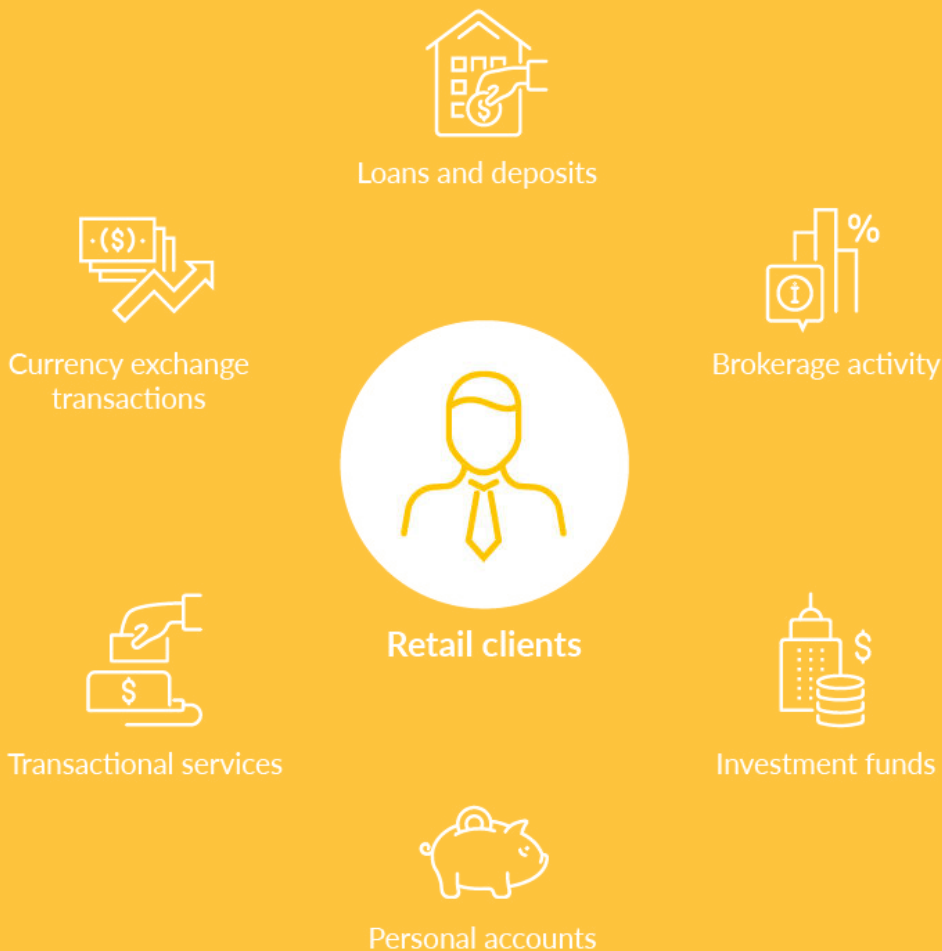 $
Loans and deposits
($)
%
i
Currency exchange
transactions
Brokerage activity
Retail clients
$
$
Transactional services
Investment funds
Personal accounts